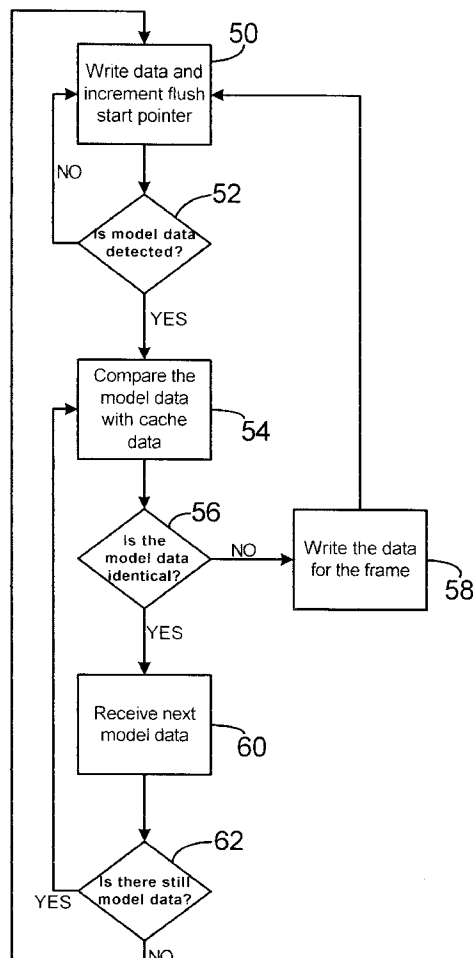 50
Write data and
increment flush
start pointer
NO
52
Is model data
detected?
YES
Compare the
model data
with cache
data
54
56
Is the
model data
identical?
NO
Write the data
for the frame
58
YES
Receive next
model data
60
62
Is there still
model data?
YES
NO